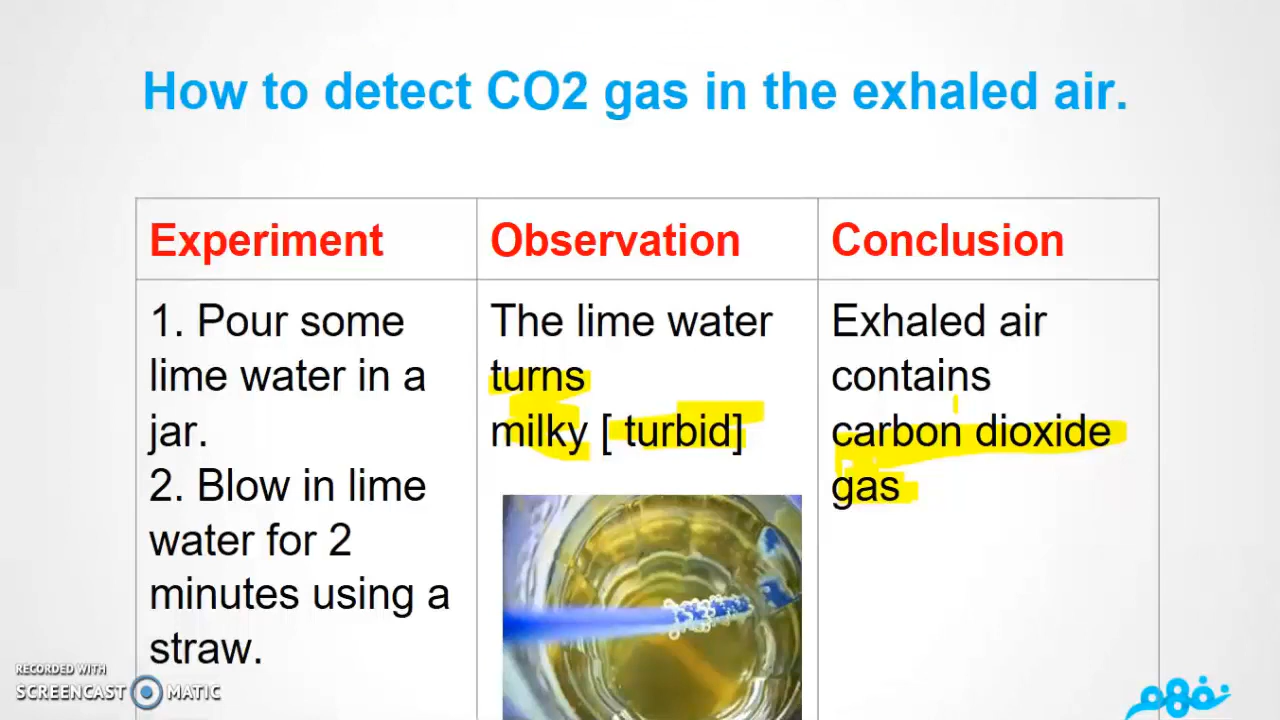 How to detect CO2 gas in the exhaled air.
Experiment
Observation
Conclusion
1. Pour some
lime water in a
jar.
2. Blow in lime
water for 2
minutes using a
straw.
The lime water
turns
milky [ turbid]
Exhaled air
contains
carbon dioxide
gas
RECORDED WITH
SCREENCAST MATIC
نفهم